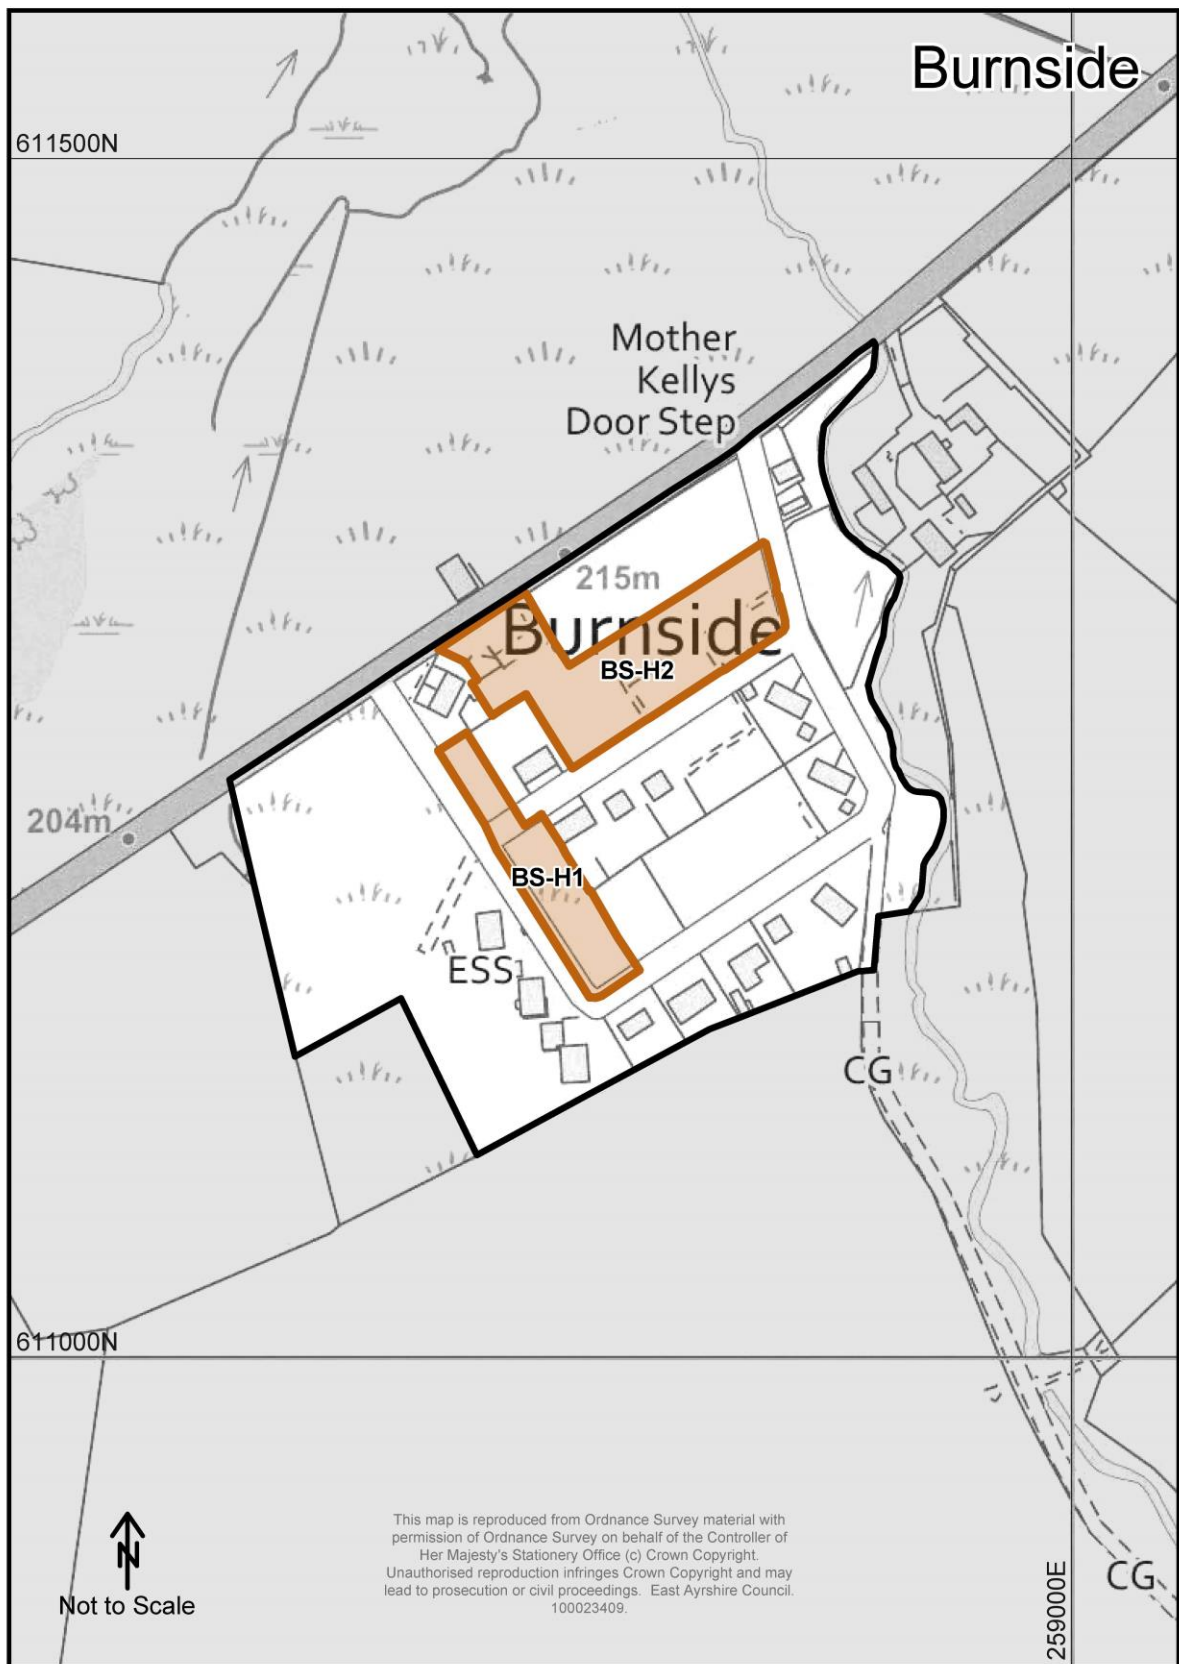 Burnside
611500N
Mother
Kellys
Door Step
215m
Burnside
BS-H2
204m
BS-H1
ESS
CG
611000N
N
Not to Scale
This map is reproduced from Ordnance Survey material with
permission of Ordnance Survey on behalf of the Controller of
Her Majesty's Stationery Office (c) Crown Copyright.
Unauthorised reproduction infringes Crown Copyright and may
lead to prosecution or civil proceedings. East Ayrshire Council.
100023409.
259000E
CG